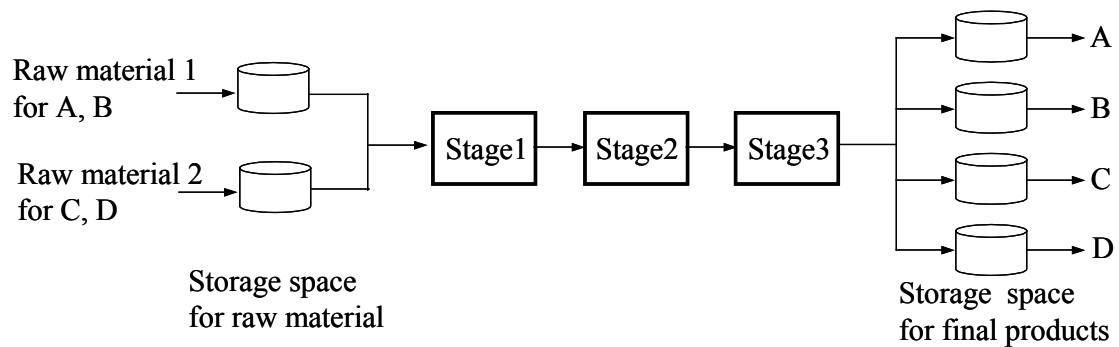 Raw material 1
for A, B
Raw material 2
for C, D
Storage space
for raw material
Stage1
Stage2
Stage3
A
B
C
D
Storage space
for final products